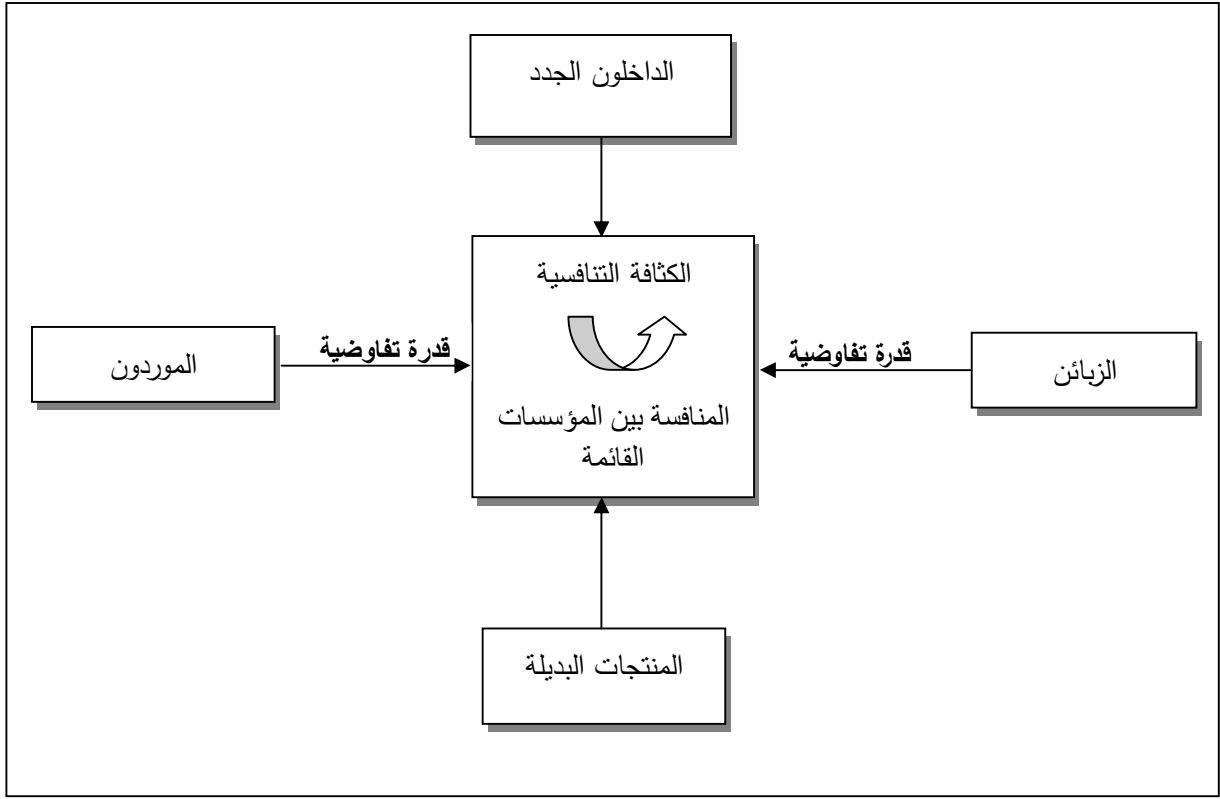 الداخلون الجدد
الكثافة التنافسية
الزبائن
قدرة تفاوضية
قدرة تفاوضية
الموردون
المنافسة بين المؤسسات
القائمة
المنتجات البديلة